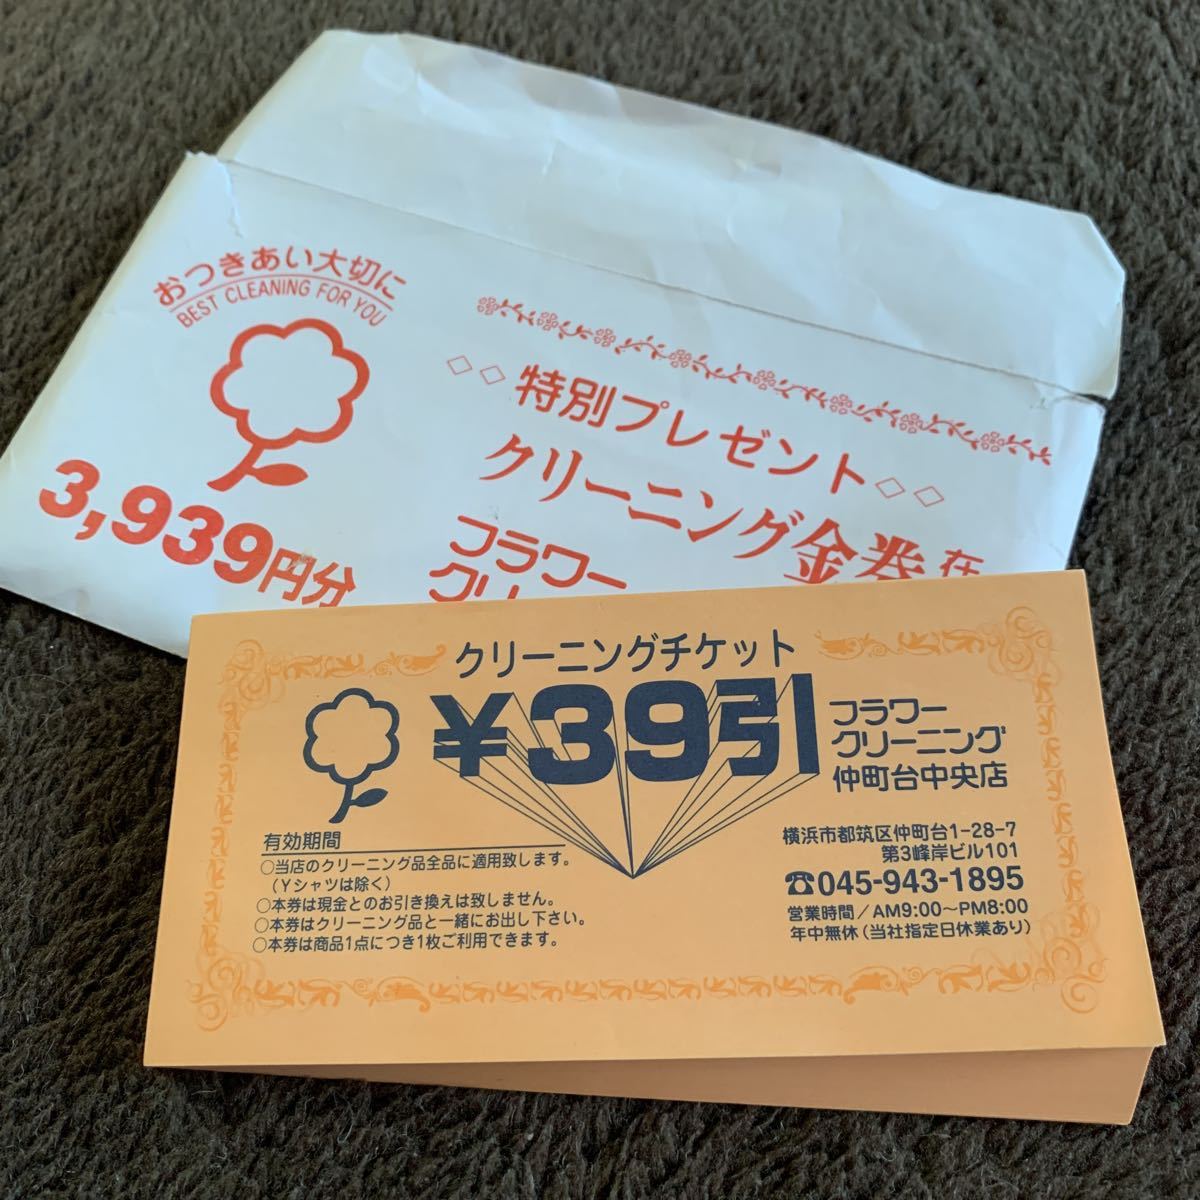 おつきあい大切に
BEST CLEANING FOR YOU
3,939円分
◇◇特別プレゼント◇◇
クリーニング金券在
フラワー
クリ
クリーニングチケット
¥39引
フラワー
クリーニング
仲町台中央店
有効期間
○当店のクリーニング品全品に適用致します。
(Yシャツは除く)
○本券は現金とのお引き換えは致しません。
○本券はクリーニング品と一緒にお出し下さい。
○本券は商品1点につき1枚ご利用できます。
横浜市都筑区仲町台1-28-7
第3峰岸ビル101
☎045-943-1895
営業時間/AM9:00〜PM8:00
年中無休(当社指定日休業あり)